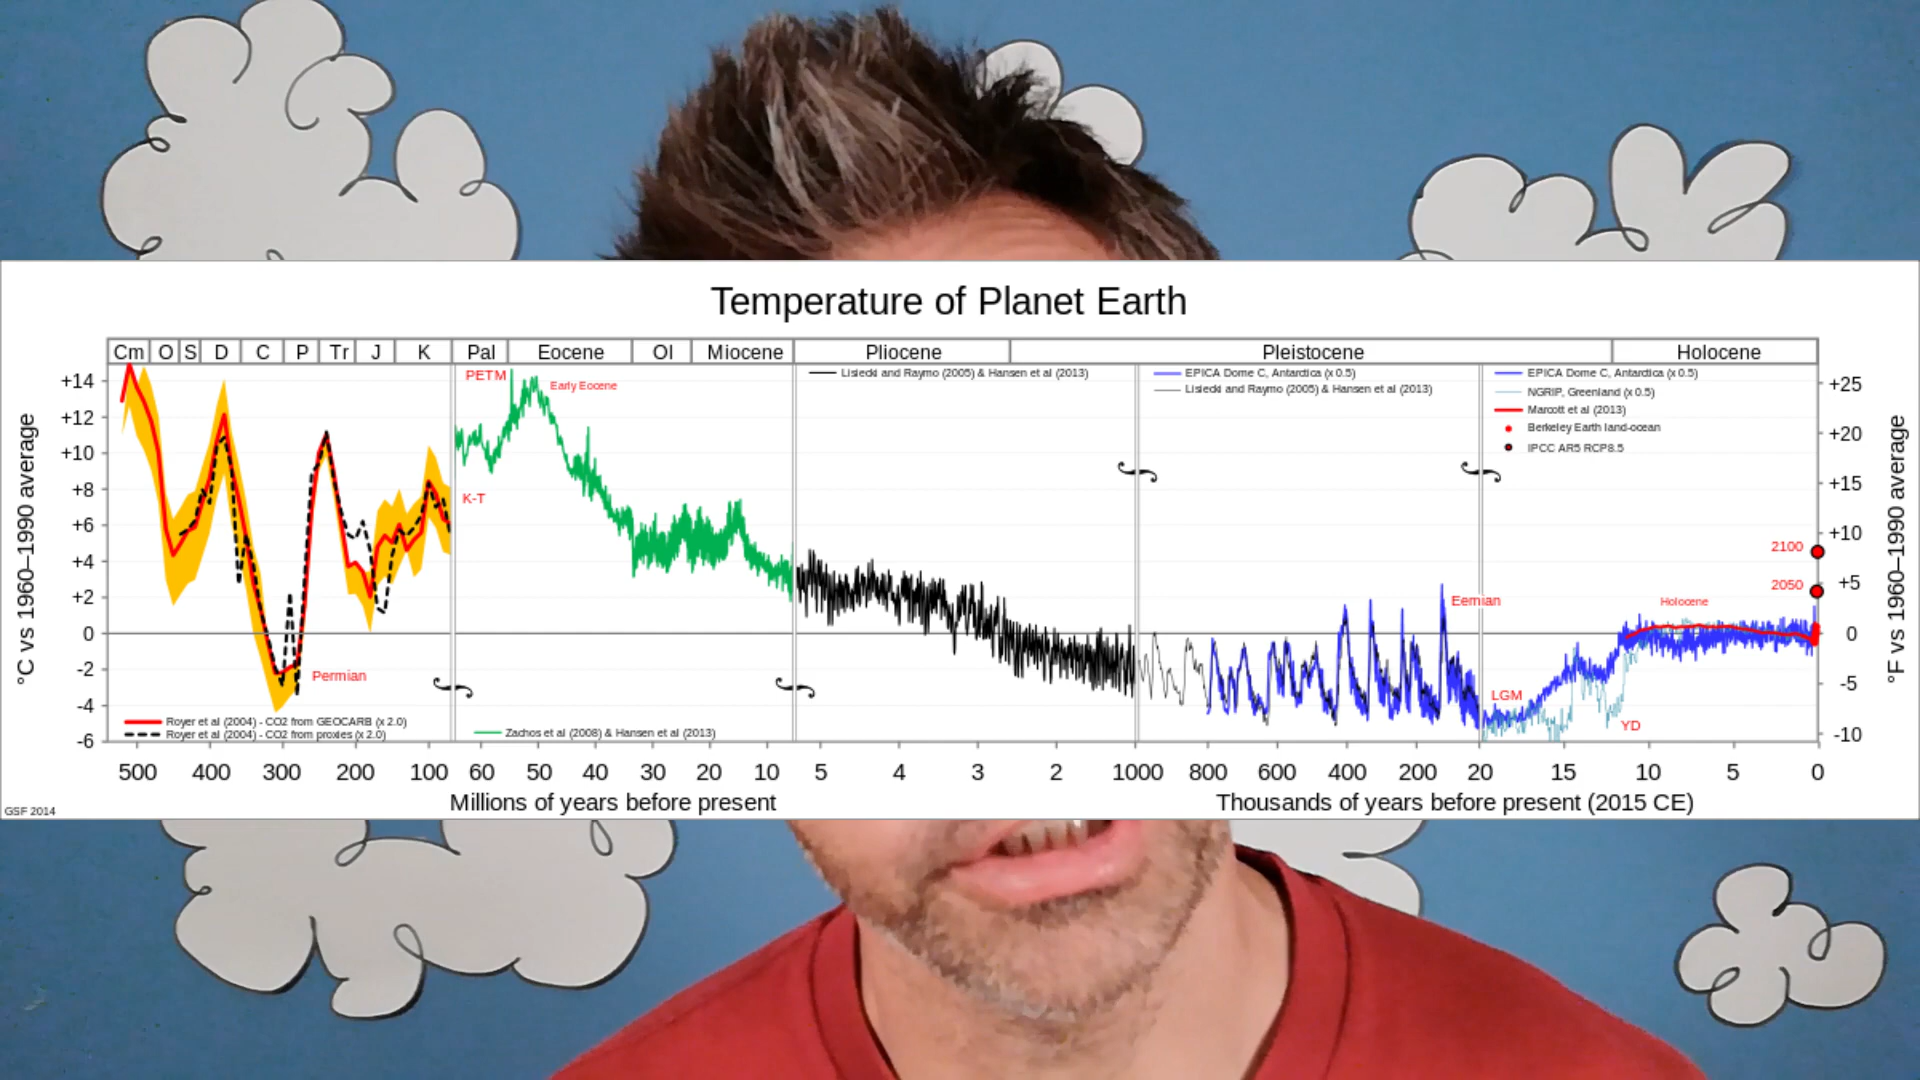 Temperature of Planet Earth
Cm O S D C P Tr J K Pal Eocene Ol Miocene Pliocene Pleistocene Holocene
°C vs 1960–1990 average
+14
+12
+10
+8
+6
+4
+2
0
-2
-4
-6
PETM
Early Eocene
K-T
Permian
Royer et al (2004) - CO2 from GEOCARB (x 2.0)
Royer et al (2004) - CO2 from proxies (x 2.0)
Zachos et al (2008) & Hansen et al (2013)
Lisiecki and Raymo (2005) & Hansen et al (2013)
EPICA Dome C, Antarctica (x 0.5)
Lisiecki and Raymo (2005) & Hansen et al (2013)
EPICA Dome C, Antarctica (x 0.5)
NGRIP, Greenland (x 0.5)
Marcott et al (2013)
Berkeley Earth land-ocean
IPCC AR5 RCP8.5
2100
2050
Eemian
Holocene
LGM
YD
+25
+20
+15
+10
+5
0
-5
-10
°F vs 1960–1990 average
500 400 300 200 100 60 50 40 30 20 10 5 4 3 2 1000 800 600 400 200 20 15 10 5 0
Millions of years before present
Thousands of years before present (2015 CE)
GSF 2014